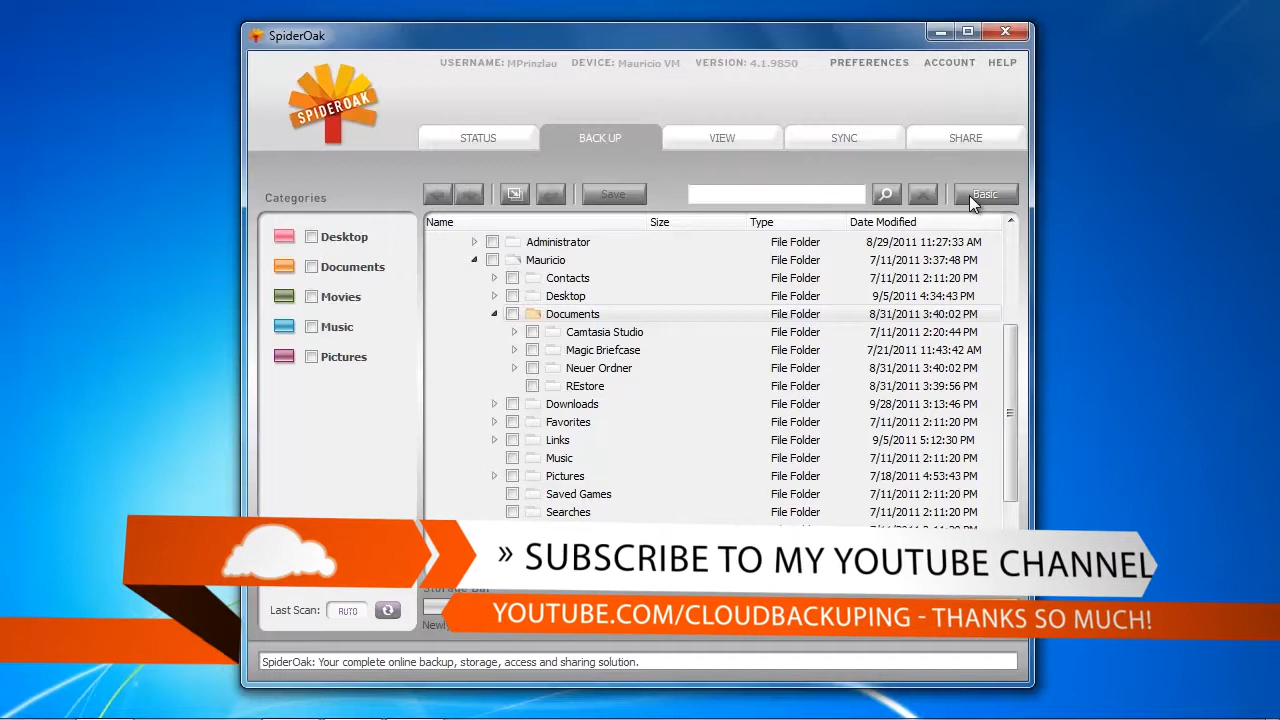 SpiderOak
USERNAME: MPrinzlau DEVICE: Mauricio VM VERSION: 4.1.9850 PREFERENCES ACCOUNT HELP
SPIDEROAK
STATUS BACK UP VIEW SYNC SHARE
Categories
Save
Basic
Desktop
Documents
Movies
Music
Pictures
Name Size Type Date Modified
Administrator File Folder 8/29/2011 11:27:33 AM
Mauricio File Folder 7/11/2011 3:37:48 PM
Contacts File Folder 7/11/2011 2:11:20 PM
Desktop File Folder 9/5/2011 4:34:43 PM
Documents File Folder 8/31/2011 3:40:02 PM
Camtasia Studio File Folder 7/11/2011 2:20:44 PM
Magic Briefcase File Folder 7/21/2011 11:43:42 AM
Neuer Ordner File Folder 8/31/2011 3:40:02 PM
REstore File Folder 8/31/2011 3:39:56 PM
Downloads File Folder 9/28/2011 3:13:46 PM
Favorites File Folder 7/11/2011 2:11:20 PM
Links File Folder 9/5/2011 5:12:30 PM
Music File Folder 7/11/2011 2:11:20 PM
Pictures File Folder 7/18/2011 4:53:43 PM
Saved Games File Folder 7/11/2011 2:11:20 PM
Searches File Folder 7/11/2011 2:11:20 PM
» SUBSCRIBE TO MY YOUTUBE CHANNEL
YOUTUBE.COM/CLOUDBACKUPING - THANKS SO MUCH!
Last Scan: AUTO
Storage Bar
SpiderOak: Your complete online backup, storage, access and sharing solution.